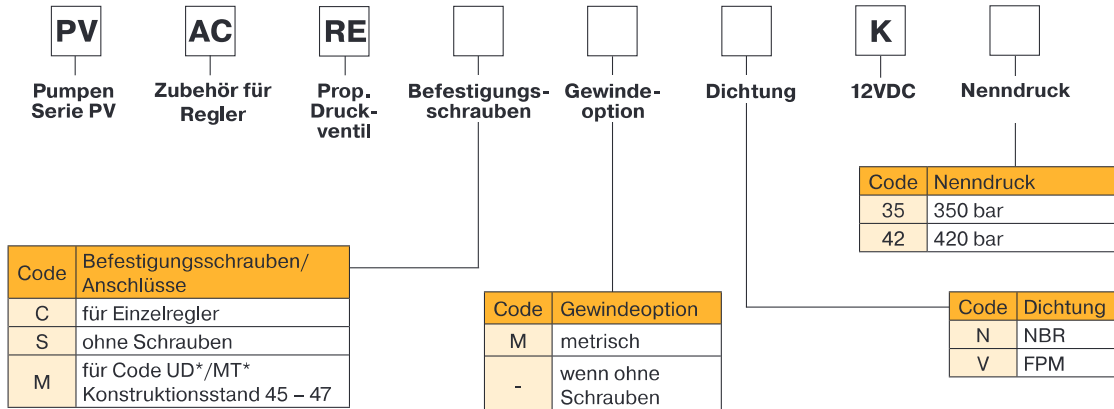 PV AC RE K
Pumpen Serie PV
Zubehör für Regler
Prop. Druck-
ventil
Befestigungs-
schrauben
Gewinde-
option
Dichtung
12VDC
Nenndruck
Code Nenndruck
35 350 bar
42 420 bar
Code Befestigungsschrauben/
Anschlüsse
C für Einzelregler
S ohne Schrauben
M für Code UD*/MT*
Konstruktionsstand 45 – 47
Code Gewindeoption
M metrisch
- wenn ohne
Schrauben
Code Dichtung
N NBR
V FPM